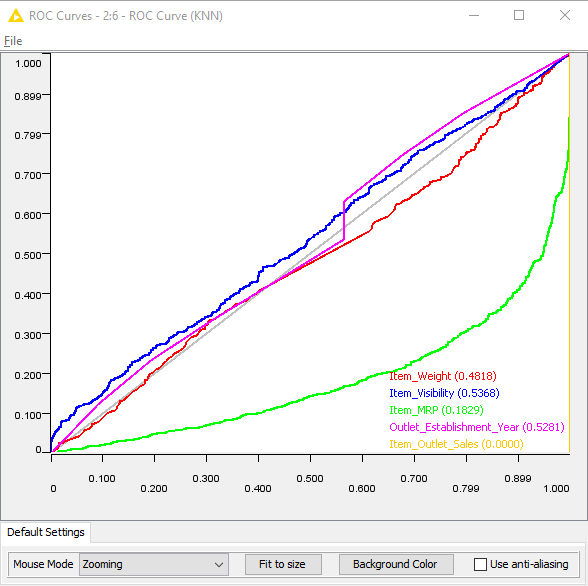 ROC Curves - 2:6 - ROC Curve (KNN)
File
1.000
0.899
0.799
0.700
0.600
0.500
0.400
0.300
0.200
0.100
0
Item_Weight (0.4818)
Item_Visibility (0.5368)
Item_MRP (0.1829)
Outlet_Establishment_Year (0.5281)
Item_Outlet_Sales (0.0000)
0.100 0.300 0.500 0.700 0.899
0 0.200 0.400 0.600 0.799 1.000
Default Settings
Mouse Mode Zooming Fit to size Background Color Use anti-aliasing